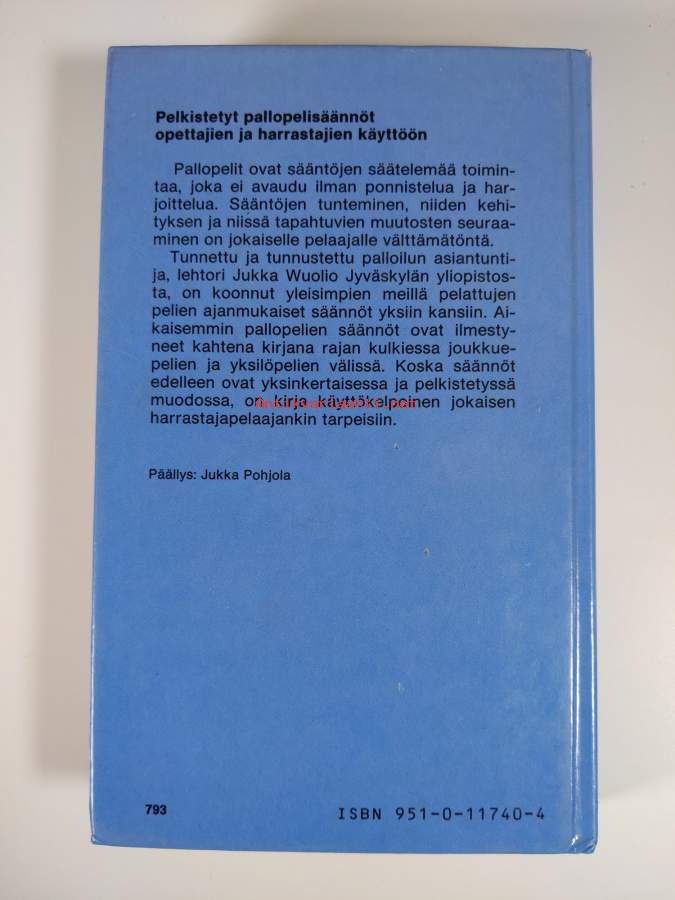 Pelkistetyt pallopelisäännöt
opettajien ja harrastajien käyttöön
Pallopelit ovat sääntöjen säätelemää toimin-
taa, joka ei avaudu ilman ponnistelua ja har-
joittelua. Sääntöjen tunteminen, niiden kehi-
tyksen ja niissä tapahtuvien muutosten seuraa-
minen on jokaiselle pelaajalle välttämätöntä.
Tunnettu ja tunnustettu palloilun asiantunti-
ja, lehtori Jukka Wuolio Jyväskylän yliopistos-
ta, on koonnut yleisimpien meillä pelattujen
pelien ajanmukaiset säännöt yksiin kansiin. Ai-
kaisemmin pallopelien säännöt ovat ilmesty-
neet kahtena kirjana rajan kulkiessa joukkue-
pelien ja yksilöpelien välissä. Koska säännöt
edelleen ovat yksinkertaisessa ja pelkistetyssä
muodossa, on kirja käyttökelpoinen jokaisen
harrastajapelaajankin tarpeisiin.
Päällys: Jukka Pohjola
793
ISBN 951-0-11740-4